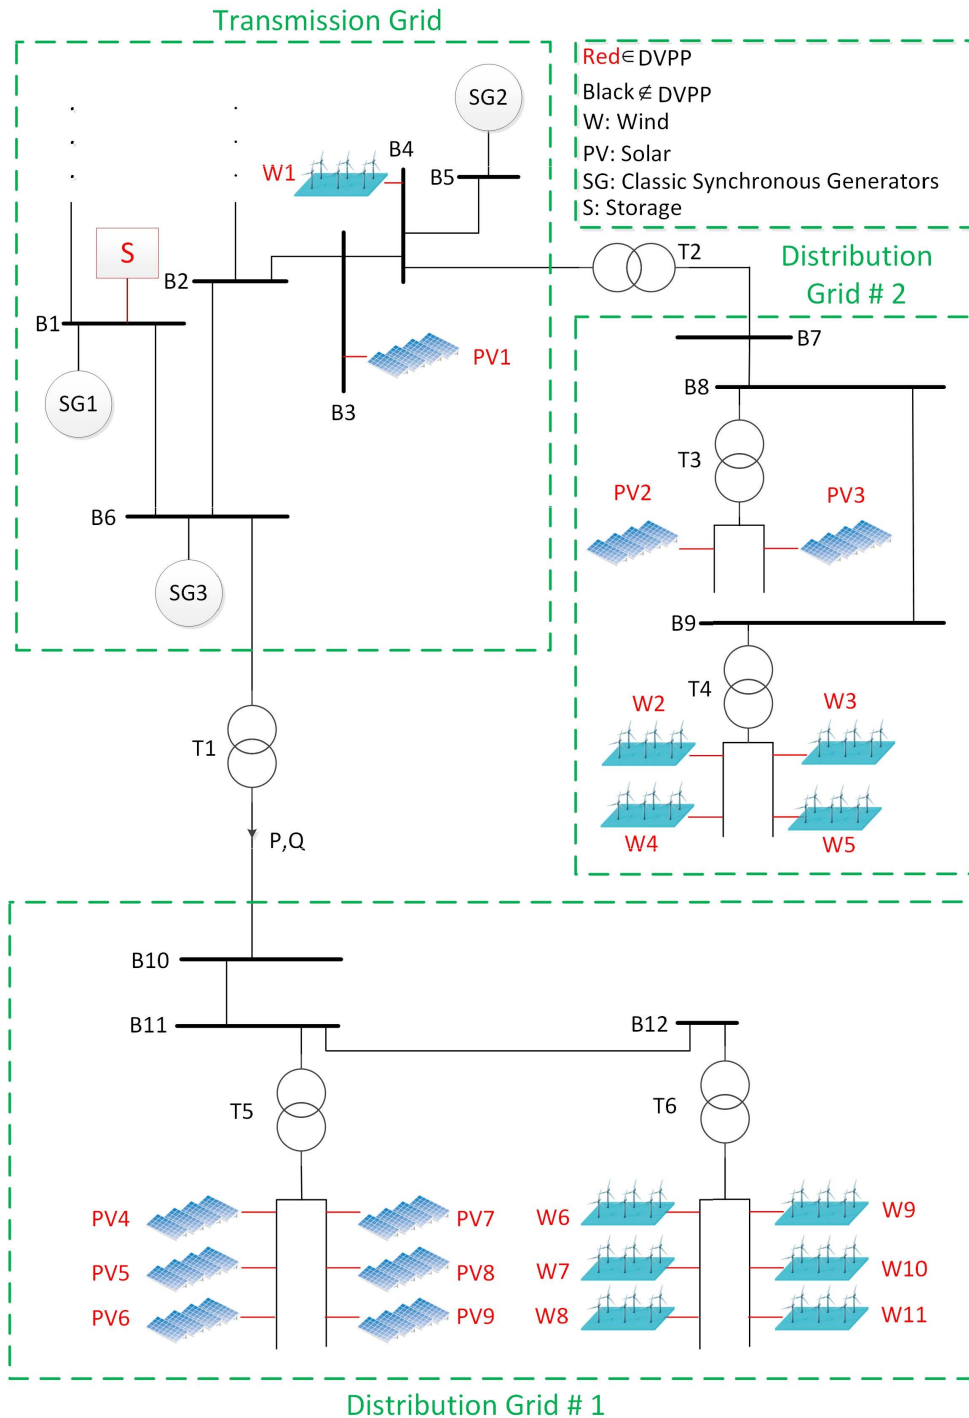 Transmission Grid
Red∈DVPP
Black∉DVPP
W: Wind
PV: Solar
SG: Classic Synchronous Generators
S: Storage
SG2
B4
W1
B5
S
B2
T2
Distribution
Grid # 2
B1
B7
PV1
SG1
B3
B8
T3
PV2
PV3
B6
SG3
B9
T4
W2
W3
W4
W5
T1
P,Q
B10
B11
B12
T5
T6
PV4
PV7
W6
W9
PV5
PV8
W7
W10
PV6
PV9
W8
W11
Distribution Grid # 1